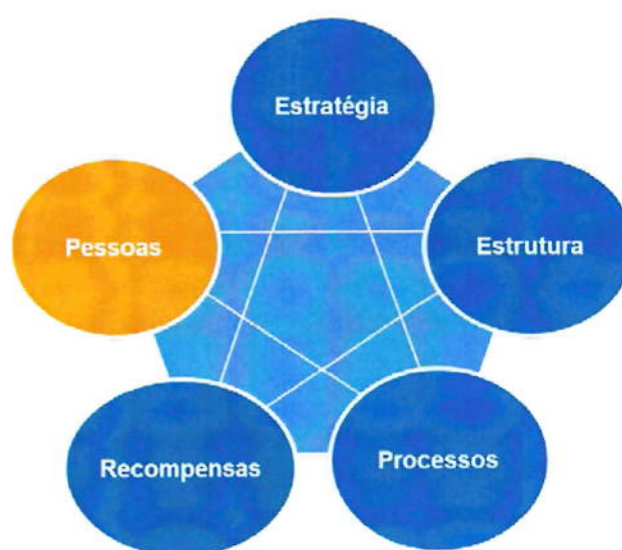 Estratégia
Pessoas
Estrutura
Recompensas
Processos